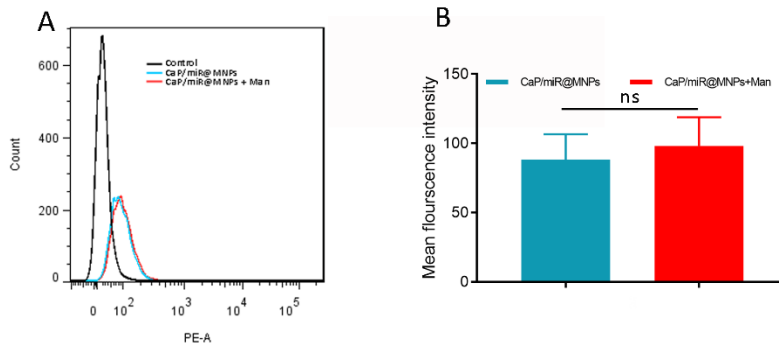 A
Control
CaP/miR@MNPs
CaP/miR@MNPs + Man
600
400
200
0
Count
0 10² 10³ 10⁴ 10⁵
PE-A
B
CaP/miR@MNPs CaP/miR@MNPs+Man
ns
150
100
50
0
Mean flourscence intensity